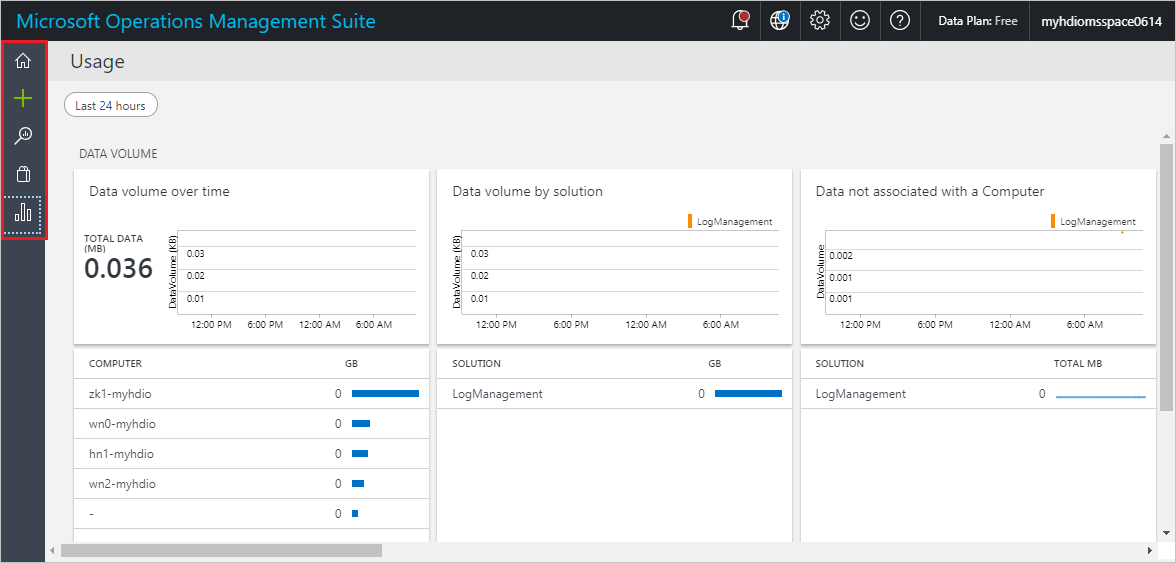 Microsoft Operations Management Suite
Data Plan: Free
myhdiomsspace0614
Usage
Last 24 hours
DATA VOLUME
Data volume over time
TOTAL DATA
(MB)
0.036
DataVolume (KB)
0.03
0.02
0.01
12:00 PM 6:00 PM 12:00 AM 6:00 AM
COMPUTER GB
zk1-myhdio 0
wn0-myhdio 0
hn1-myhdio 0
wn2-myhdio 0
- 0
Data volume by solution
LogManagement
DataVolume (KB)
0.03
0.02
0.01
12:00 PM 6:00 PM 12:00 AM 6:00 AM
SOLUTION GB
LogManagement 0
Data not associated with a Computer
LogManagement
DataVolume
0.002
0.001
0.001
12:00 PM 6:00 PM 12:00 AM 6:00 AM
SOLUTION TOTAL MB
LogManagement 0